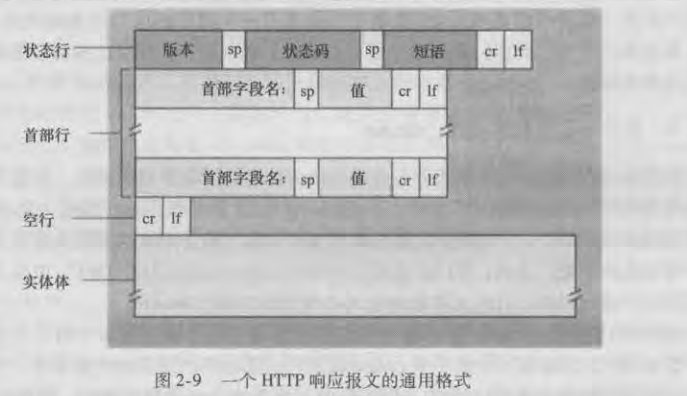 状态行 版本 sp 状态码 sp 短语 cr lf
首部字段名: sp 值 cr lf
首部行
首部字段名: sp 值 cr lf
空行 cr lf
实体体
图 2-9 一个 HTTP 响应报文的通用格式